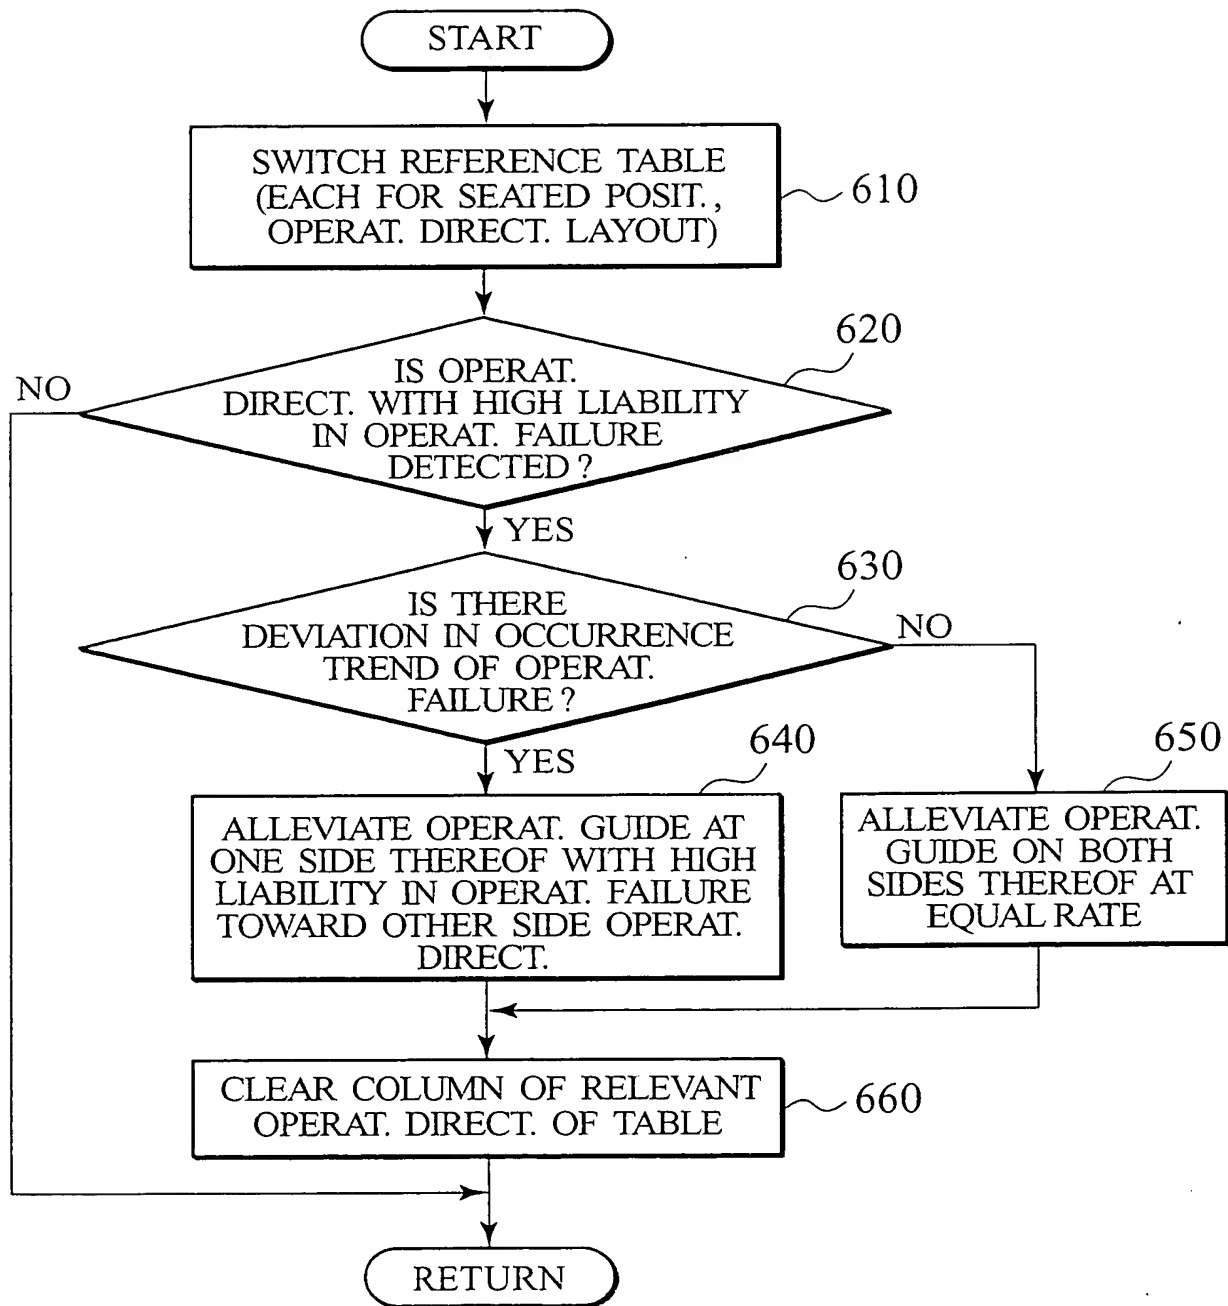 START
SWITCH REFERENCE TABLE
(EACH FOR SEATED POSIT.,
OPERAT. DIRECT. LAYOUT)
610
620
NO
IS OPERAT.
DIRECT. WITH HIGH LIABILITY
IN OPERAT. FAILURE
DETECTED?
YES
630
IS THERE
DEVIATION IN OCCURRENCE
TREND OF OPERAT.
FAILURE?
NO
YES
640
650
ALLEVIATE OPERAT. GUIDE AT
ONE SIDE THEREOF WITH HIGH
LIABILITY IN OPERAT. FAILURE
TOWARD OTHER SIDE OPERAT.
DIRECT.
ALLEVIATE OPERAT.
GUIDE ON BOTH
SIDES THEREOF AT
EQUAL RATE
CLEAR COLUMN OF RELEVANT
OPERAT. DIRECT. OF TABLE
660
RETURN